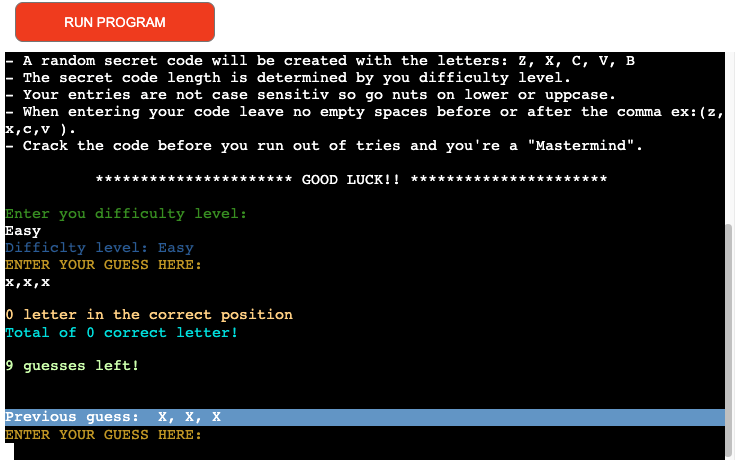 RUN PROGRAM
- A random secret code will be created with the letters: Z, X, C, V, B
- The secret code length is determined by you difficulty level.
- Your entries are not case sensitiv so go nuts on lower or uppcase.
- When entering your code leave no empty spaces before or after the comma ex:(z,
x,c,v ).
- Crack the code before you run out of tries and you're a "Mastermind".
********************** GOOD LUCK!! **********************
Enter you difficulty level:
Easy
Difficlty level: Easy
ENTER YOUR GUESS HERE:
x,x,x
0 letter in the correct position
Total of 0 correct letter!
9 guesses left!
Previous guess:  X, X, X
ENTER YOUR GUESS HERE: